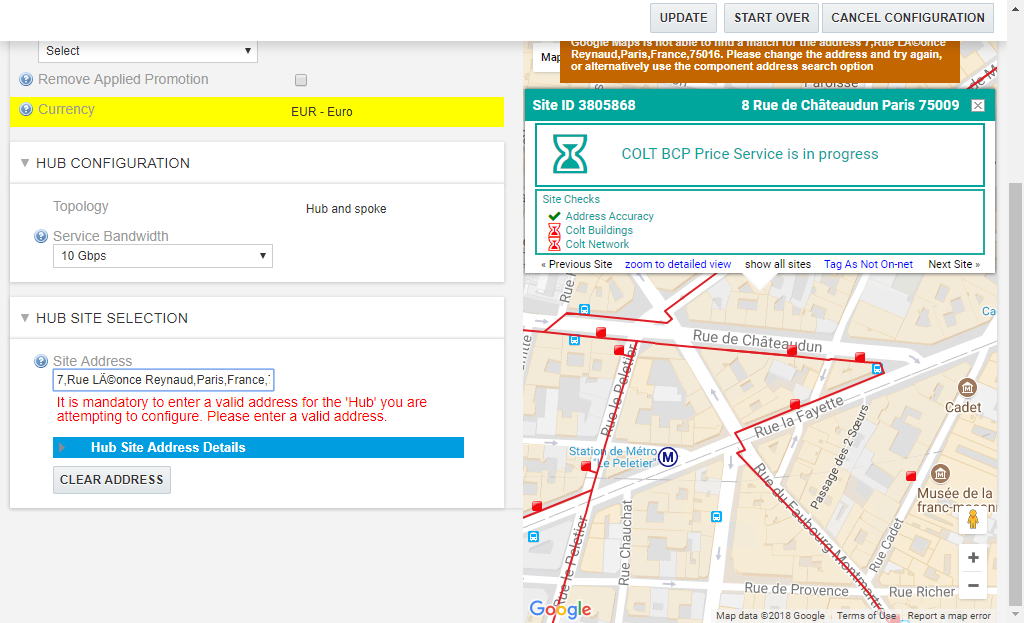 UPDATE
START OVER
CANCEL CONFIGURATION
Select
Remove Applied Promotion
Currency
EUR - Euro
HUB CONFIGURATION
Topology
Hub and spoke
Service Bandwidth
10 Gbps
HUB SITE SELECTION
Site Address
7,Rue LÃ©once Reynaud,Paris,France,
It is mandatory to enter a valid address for the 'Hub' you are
attempting to configure. Please enter a valid address.
Hub Site Address Details
CLEAR ADDRESS
Map
Google Maps is not able to find a match for the address 7,Rue LÃ©once
Reynaud,Paris,France,75016. Please change the address and try again,
or alternatively use the component address search option
Paroisse
Site ID 3805868
8 Rue de Châteaudun Paris 75009
COLT BCP Price Service is in progress
Site Checks
Address Accuracy
Colt Buildings
Colt Network
« Previous Site
zoom to detailed view
show all sites
Tag As Not On-net
Next Site »
Rue
Ca
Rue de Châteaudun
Rue le Peletier
Cadet
Rue la Fayette
Station de Métro
"Le Peletier"
M
Passage des 2 Sœurs
Musée de la
franc-maçonn
Rue du Faubourg Montmartre
Rue Cadet
Rue Chauchat
Rue le Peletier
Rue de Provence
Rue Richer
Google
Map data ©2018 Google
Terms of Use
Report a map error